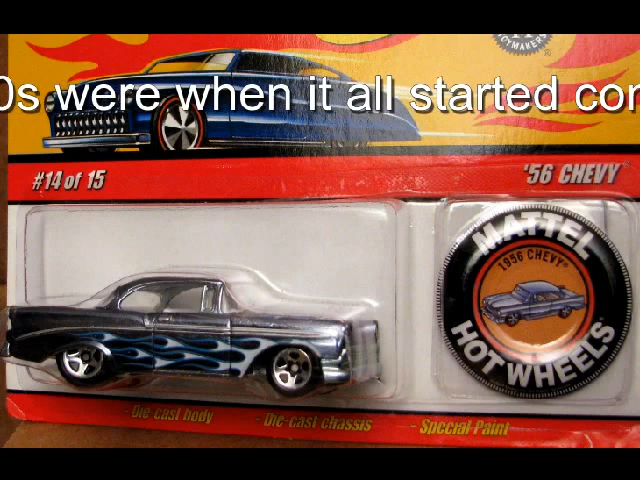 OYMAKER
0s were when it all started
#14 of 15
'56 CHEVY
MATTEL
1956 CHEVY
HOT WHEELS
- Die-cast body - Die-cast chassis - Special Paint